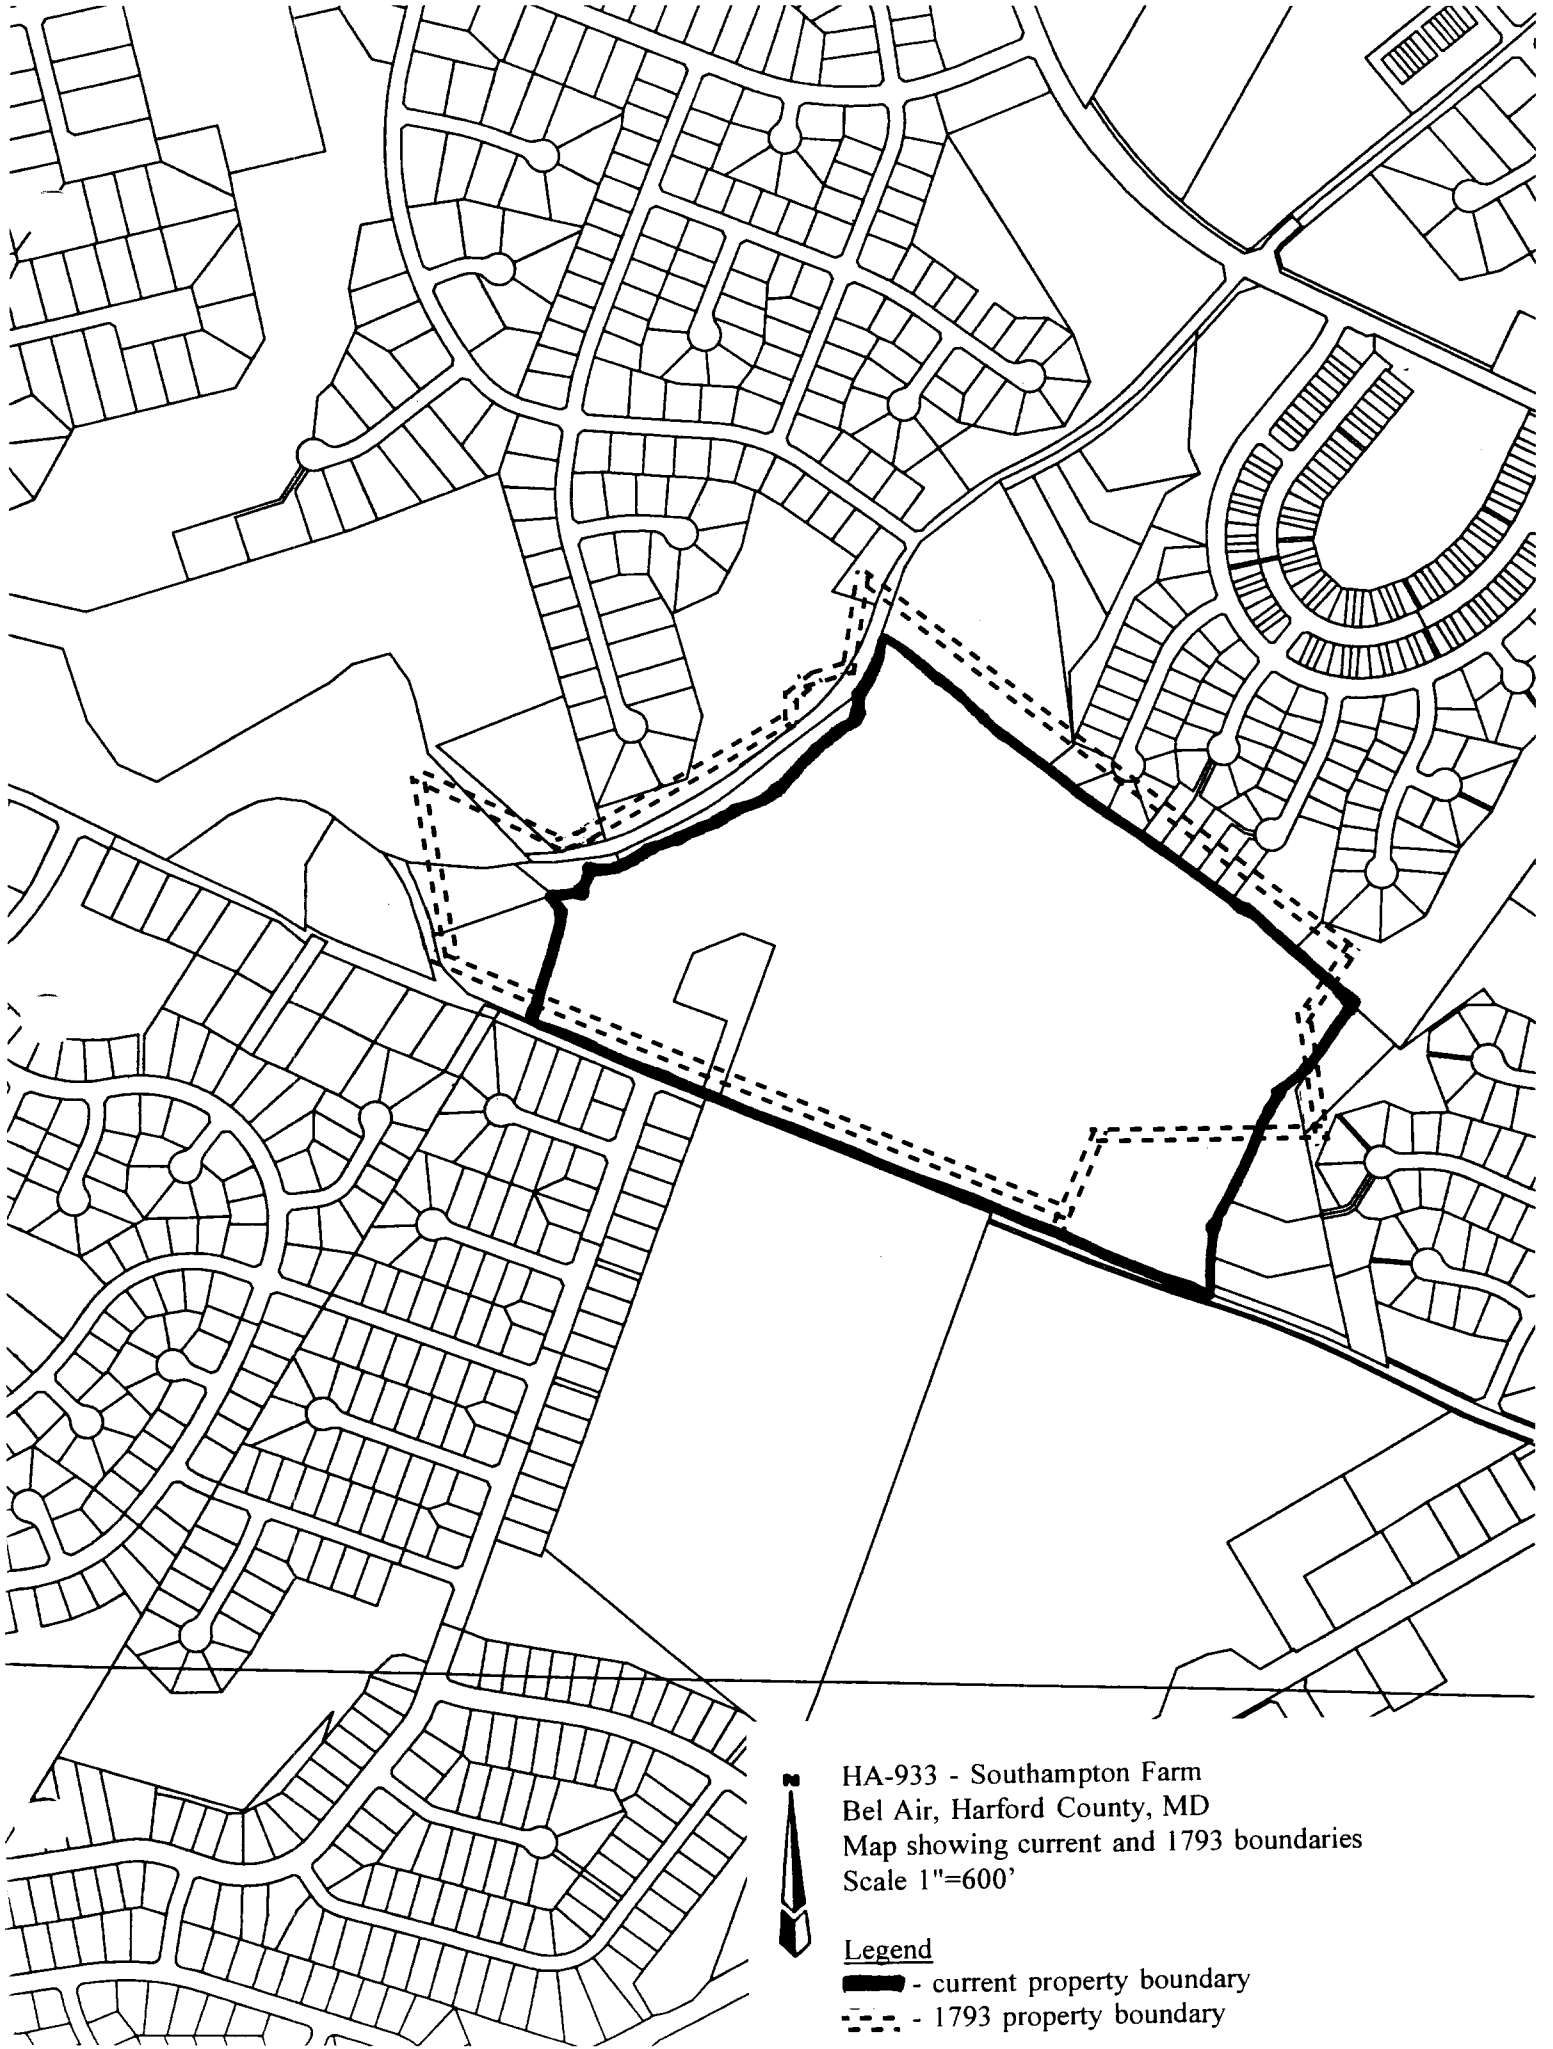 N
HA-933 - Southampton Farm
Bel Air, Harford County, MD
Map showing current and 1793 boundaries
Scale 1"=600'
Legend
- current property boundary
- 1793 property boundary